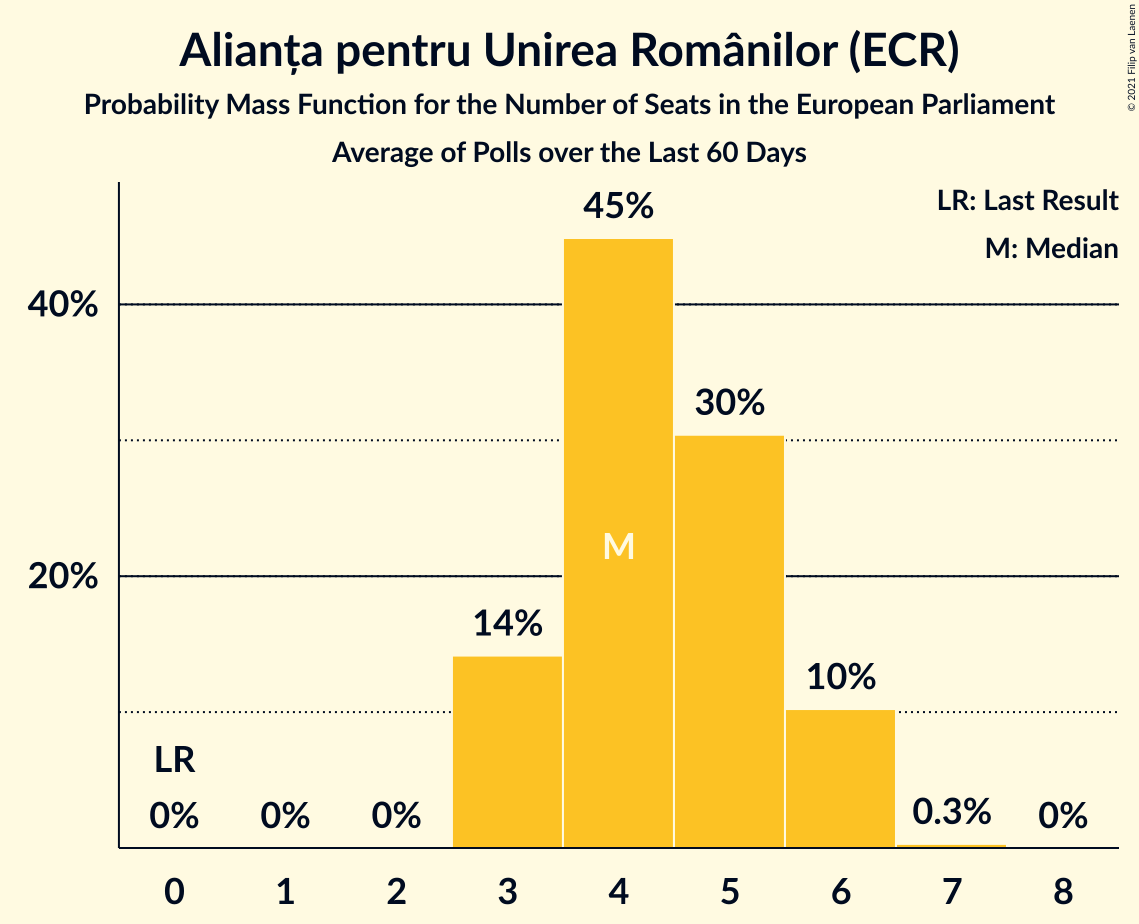 Alianța pentru Unirea Românilor (ECR)
Probability Mass Function for the Number of Seats in the European Parliament
Average of Polls over the Last 60 Days
© 2021 Filip van Laenen
LR: Last Result
M: Median
45%
40%
30%
M
20%
14%
10%
LR
0%
0%
0%
0.3%
0%
0 1 2 3 4 5 6 7 8